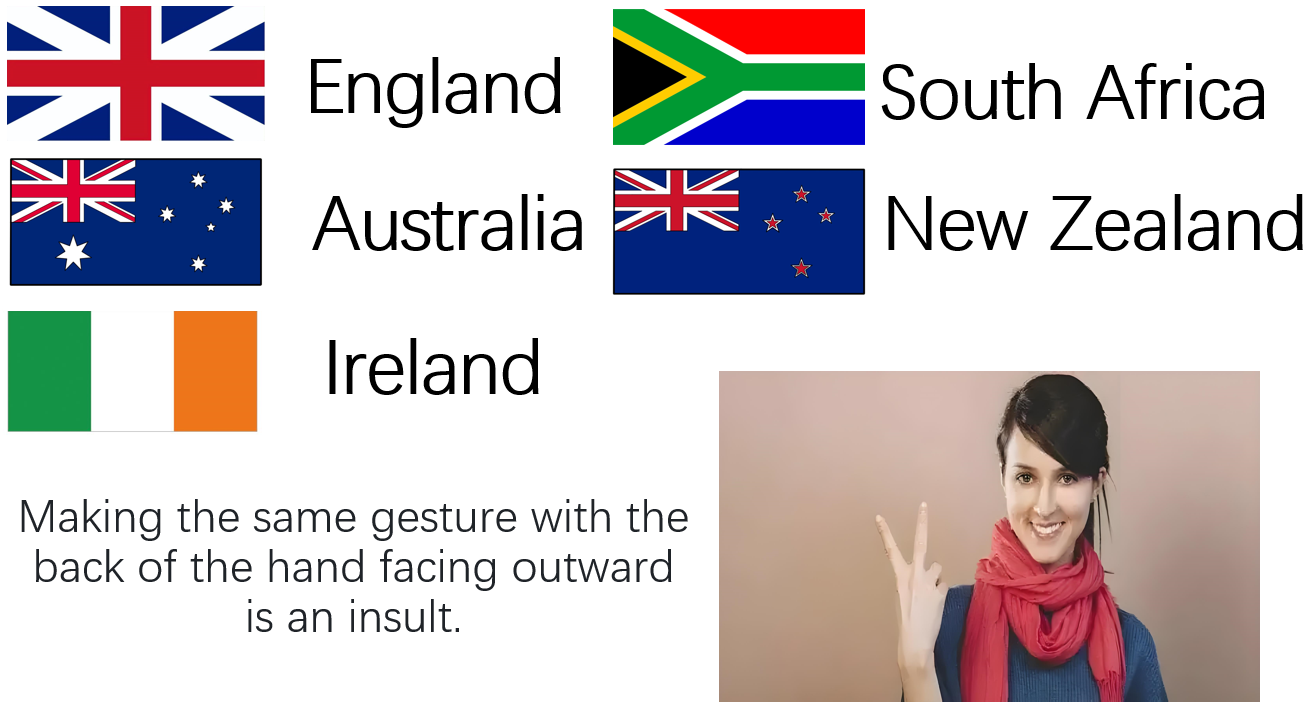 England
South Africa
Australia
New Zealand
Ireland
Making the same gesture with the
back of the hand facing outward
is an insult.